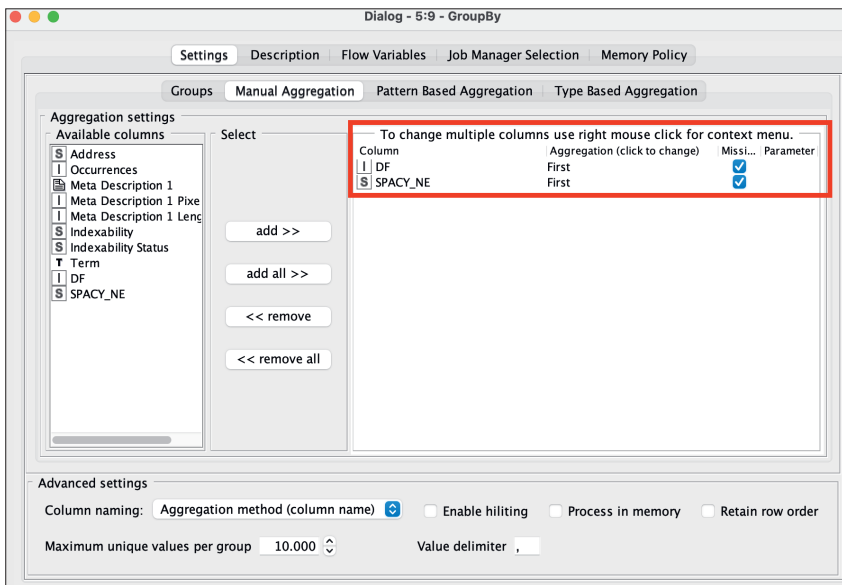 Dialog - 5:9 - GroupBy
Settings Description Flow Variables Job Manager Selection Memory Policy
Groups Manual Aggregation Pattern Based Aggregation Type Based Aggregation
Aggregation settings
Available columns
S Address
I Occurrences
Meta Description 1
I Meta Description 1 Pixe
I Meta Description 1 Leng
S Indexability
S Indexability Status
T Term
I DF
S SPACY_NE
Select
add >>
add all >>
<< remove
<< remove all
To change multiple columns use right mouse click for context menu.
Column Aggregation (click to change) Missi... Parameter
I DF First
S SPACY_NE First
Advanced settings
Column naming: Aggregation method (column name) Enable hiliting Process in memory Retain row order
Maximum unique values per group 10.000 Value delimiter ,